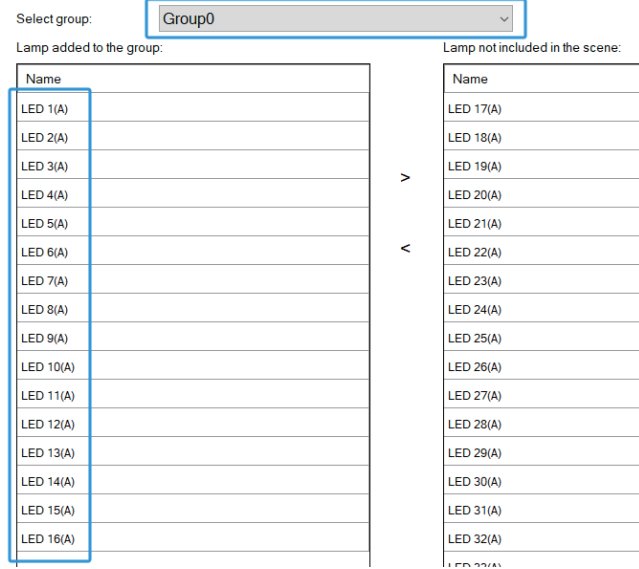 Select group:
Group0
Lamp added to the group:
Name
LED 1(A)
LED 2(A)
LED 3(A)
LED 4(A)
LED 5(A)
LED 6(A)
LED 7(A)
LED 8(A)
LED 9(A)
LED 10(A)
LED 11(A)
LED 12(A)
LED 13(A)
LED 14(A)
LED 15(A)
LED 16(A)
>
<
Lamp not included in the scene:
Name
LED 17(A)
LED 18(A)
LED 19(A)
LED 20(A)
LED 21(A)
LED 22(A)
LED 23(A)
LED 24(A)
LED 25(A)
LED 26(A)
LED 27(A)
LED 28(A)
LED 29(A)
LED 30(A)
LED 31(A)
LED 32(A)